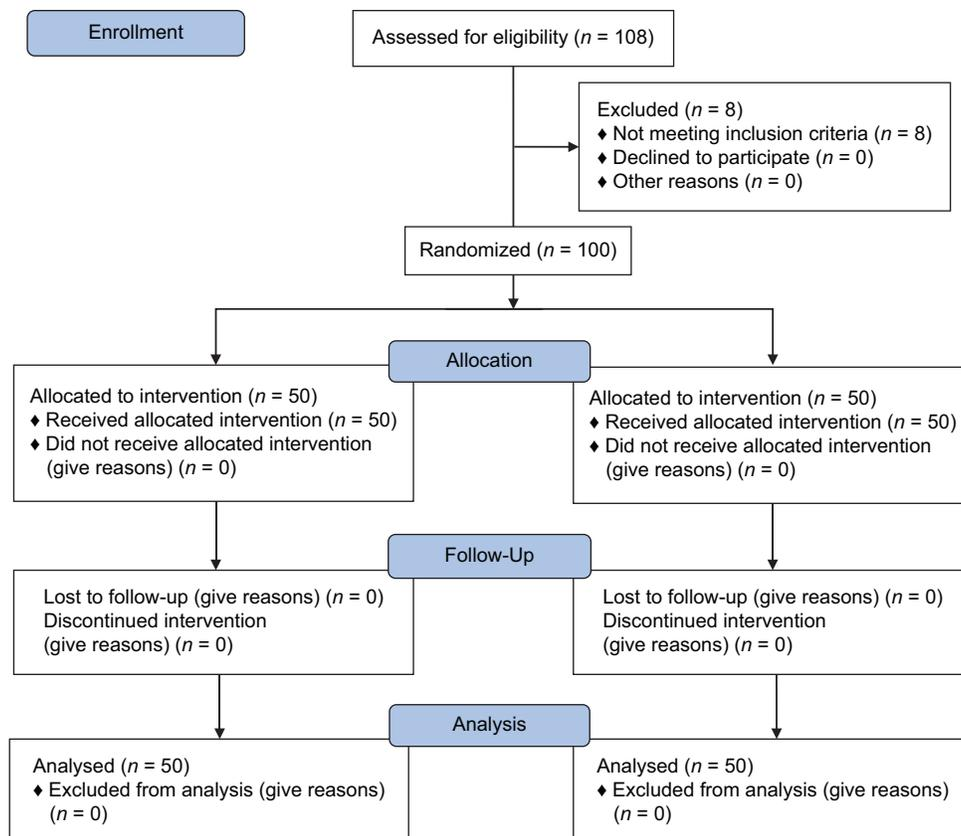 Enrollment
Assessed for eligibility (n = 108)
Excluded (n = 8)
♦ Not meeting inclusion criteria (n = 8)
♦ Declined to participate (n = 0)
♦ Other reasons (n = 0)
Randomized (n = 100)
Allocation
Allocated to intervention (n = 50)
♦ Received allocated intervention (n = 50)
♦ Did not receive allocated intervention
(give reasons) (n = 0)
Allocated to intervention (n = 50)
♦ Received allocated intervention (n = 50)
♦ Did not receive allocated intervention
(give reasons) (n = 0)
Follow-Up
Lost to follow-up (give reasons) (n = 0)
Discontinued intervention
(give reasons) (n = 0)
Lost to follow-up (give reasons) (n = 0)
Discontinued intervention
(give reasons) (n = 0)
Analysis
Analysed (n = 50)
♦ Excluded from analysis (give reasons)
(n = 0)
Analysed (n = 50)
♦ Excluded from analysis (give reasons)
(n = 0)